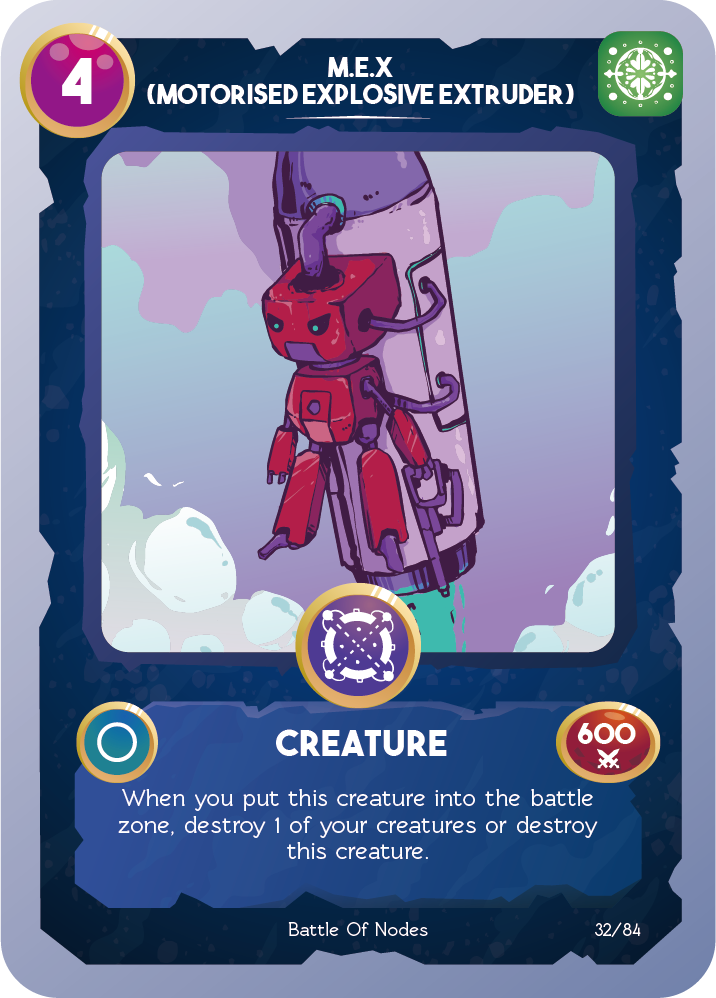 4
M.E.X
(MOTORISED EXPLOSIVE EXTRUDER)
CREATURE
600
When you put this creature into the battle
zone, destroy 1 of your creatures or destroy
this creature.
Battle Of Nodes
32/84